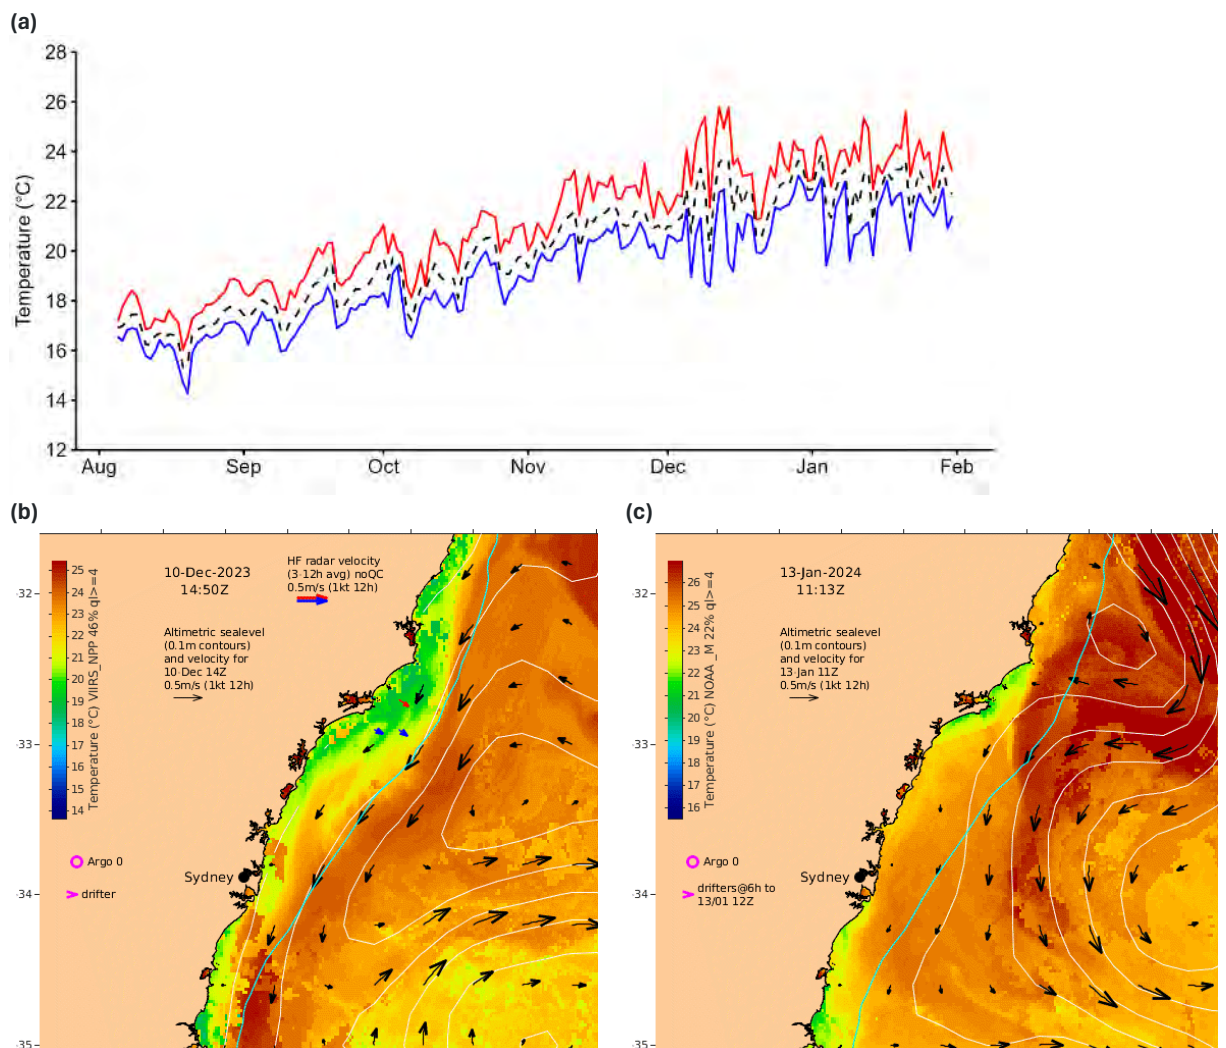 (a)
28
26
24
22
20
18
16
14
12
Temperature (°C)
Aug Sep Oct Nov Dec Jan Feb
(b)
10-Dec-2023
14:50Z
HF radar velocity
(3-12h avg) noQC
0.5m/s (1kt 12h)
Altimetric sealevel
(0.1m contours)
and velocity for
10-Dec 14Z
0.5m/s (1kt 12h)
25
24
23
22
21
20
19
18
17
16
15
14
Temperature (°C) VIIRS_NPP 46% ql>=4
Argo 0
drifter
Sydney
-32
-33
-34
-35
(c)
13-Jan-2024
11:13Z
Altimetric sealevel
(0.1m contours)
and velocity for
13-Jan 11Z
0.5m/s (1kt 12h)
26
25
24
23
22
21
20
19
18
17
16
Temperature (°C) NOAA_M 22% ql>=4
Argo 0
drifters@6h to
13/01 12Z
Sydney
-32
-33
-34
-35